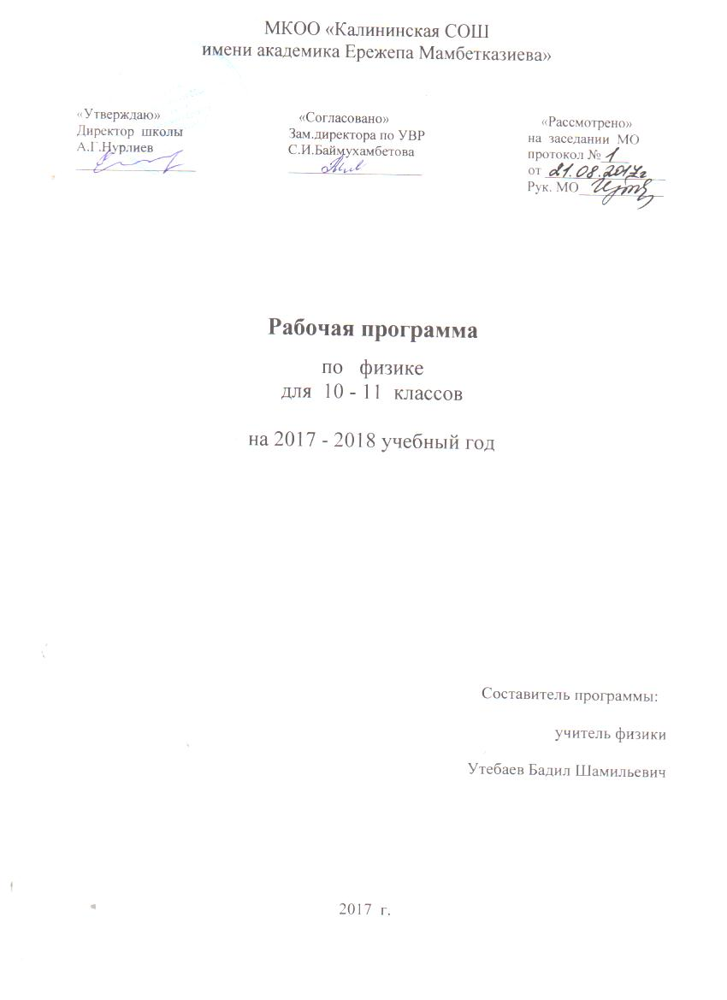 МКОО «Калининская СОШ
имени академика Ережепа Мамбетказиева»
«Утверждаю»
Директор школы
А.Г.Нурлиев
«Согласовано»
Зам.директора по УВР
С.И.Баймухамбетова
«Рассмотрено»
на заседании МО
протокол № 1
от 21.08.2017г
Рук. МО
Рабочая программа
по физике
для 10 - 11 классов
на 2017 - 2018 учебный год
Составитель программы:
учитель физики
Утебаев Бадил Шамильевич
2017 г.